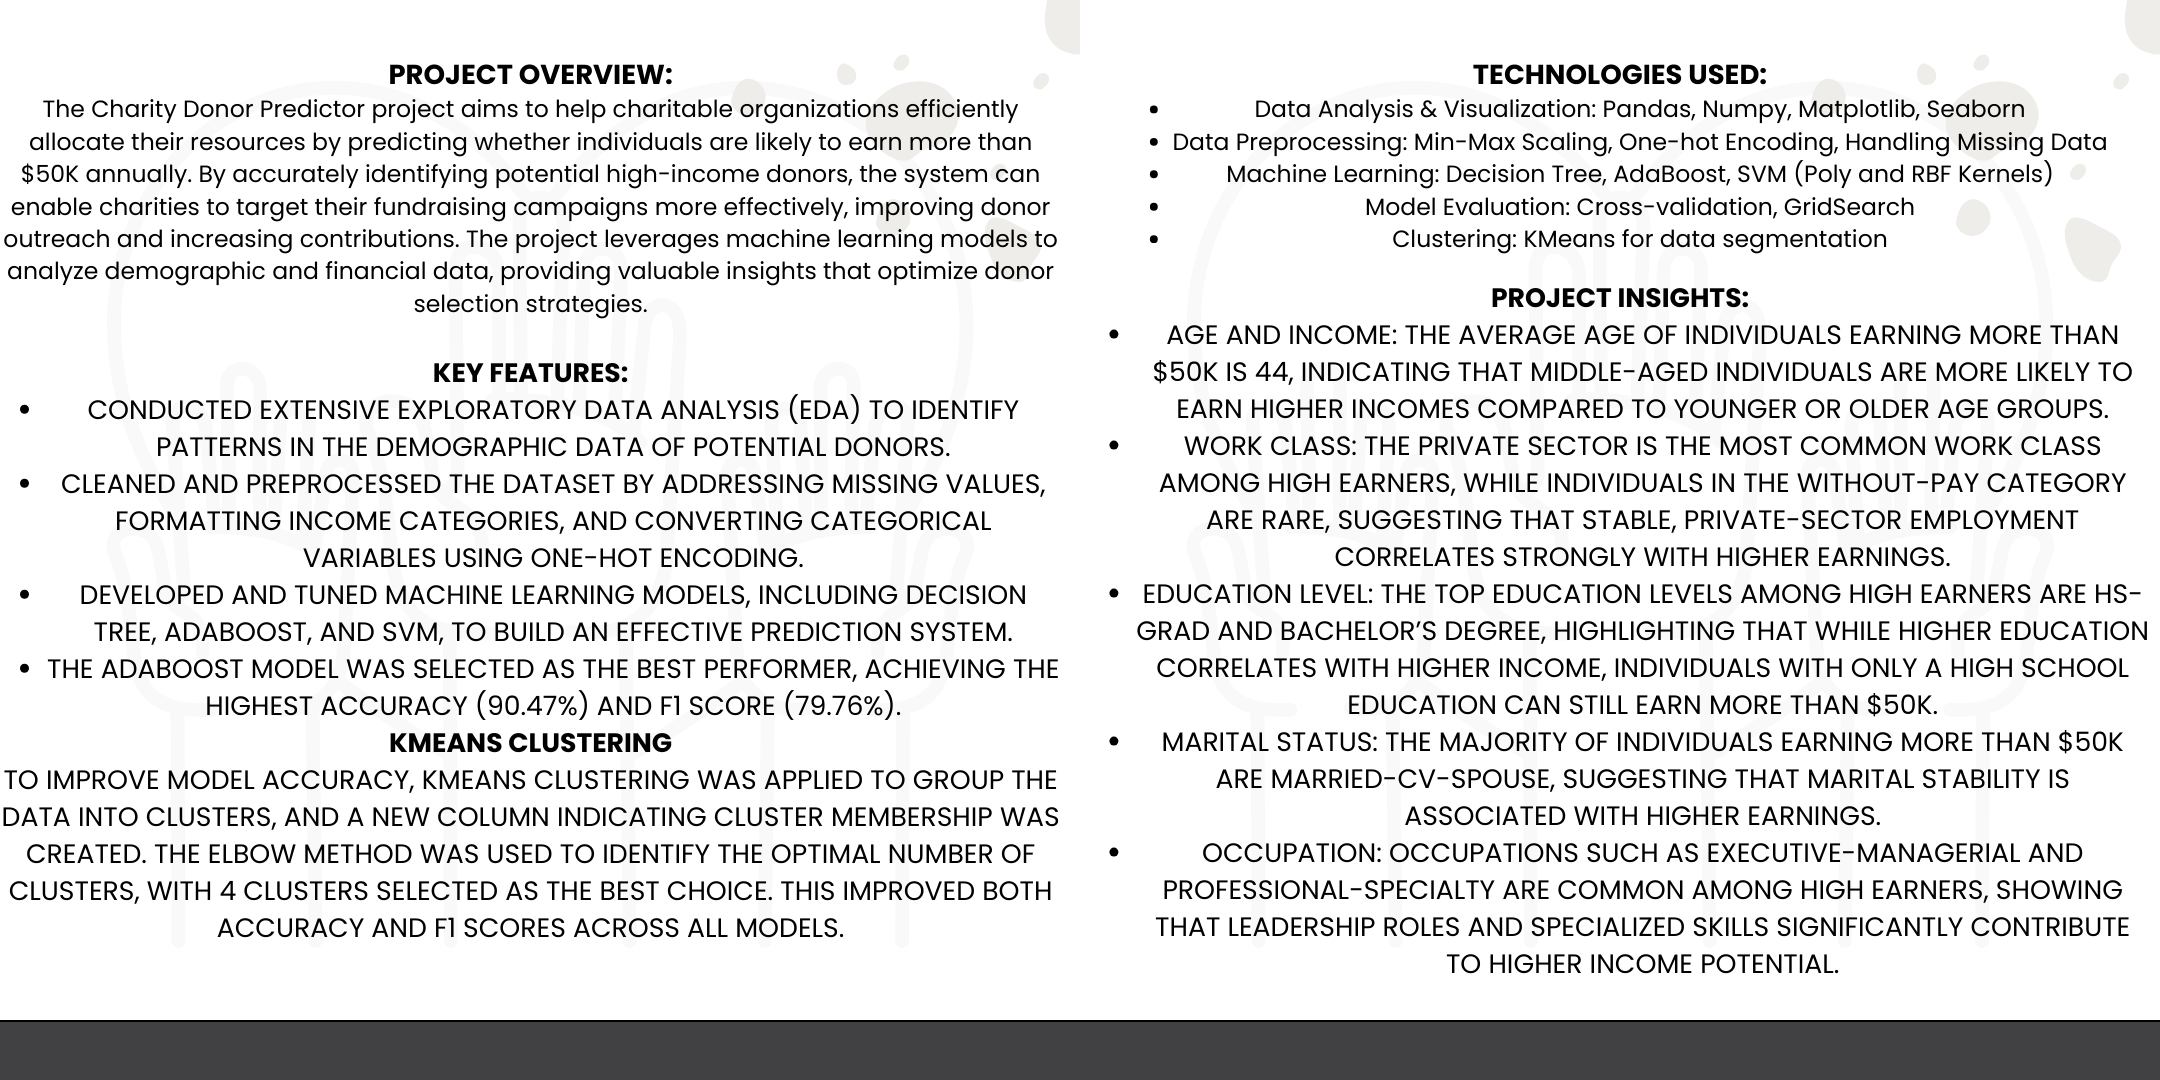 PROJECT OVERVIEW:
The Charity Donor Predictor project aims to help charitable organizations efficiently
allocate their resources by predicting whether individuals are likely to earn more than
$50K annually. By accurately identifying potential high-income donors, the system can
enable charities to target their fundraising campaigns more effectively, improving donor
outreach and increasing contributions. The project leverages machine learning models to
analyze demographic and financial data, providing valuable insights that optimize donor
selection strategies.
KEY FEATURES:
• CONDUCTED EXTENSIVE EXPLORATORY DATA ANALYSIS (EDA) TO IDENTIFY
PATTERNS IN THE DEMOGRAPHIC DATA OF POTENTIAL DONORS.
• CLEANED AND PREPROCESSED THE DATASET BY ADDRESSING MISSING VALUES,
FORMATTING INCOME CATEGORIES, AND CONVERTING CATEGORICAL
VARIABLES USING ONE-HOT ENCODING.
• DEVELOPED AND TUNED MACHINE LEARNING MODELS, INCLUDING DECISION
TREE, ADABOOST, AND SVM, TO BUILD AN EFFECTIVE PREDICTION SYSTEM.
• THE ADABOOST MODEL WAS SELECTED AS THE BEST PERFORMER, ACHIEVING THE
HIGHEST ACCURACY (90.47%) AND F1 SCORE (79.76%).
KMEANS CLUSTERING
TO IMPROVE MODEL ACCURACY, KMEANS CLUSTERING WAS APPLIED TO GROUP THE
DATA INTO CLUSTERS, AND A NEW COLUMN INDICATING CLUSTER MEMBERSHIP WAS
CREATED. THE ELBOW METHOD WAS USED TO IDENTIFY THE OPTIMAL NUMBER OF
CLUSTERS, WITH 4 CLUSTERS SELECTED AS THE BEST CHOICE. THIS IMPROVED BOTH
ACCURACY AND F1 SCORES ACROSS ALL MODELS.
TECHNOLOGIES USED:
• Data Analysis & Visualization: Pandas, Numpy, Matplotlib, Seaborn
• Data Preprocessing: Min-Max Scaling, One-hot Encoding, Handling Missing Data
• Machine Learning: Decision Tree, AdaBoost, SVM (Poly and RBF Kernels)
• Model Evaluation: Cross-validation, GridSearch
• Clustering: KMeans for data segmentation
PROJECT INSIGHTS:
• AGE AND INCOME: THE AVERAGE AGE OF INDIVIDUALS EARNING MORE THAN
$50K IS 44, INDICATING THAT MIDDLE-AGED INDIVIDUALS ARE MORE LIKELY TO
EARN HIGHER INCOMES COMPARED TO YOUNGER OR OLDER AGE GROUPS.
• WORK CLASS: THE PRIVATE SECTOR IS THE MOST COMMON WORK CLASS
AMONG HIGH EARNERS, WHILE INDIVIDUALS IN THE WITHOUT-PAY CATEGORY
ARE RARE, SUGGESTING THAT STABLE, PRIVATE-SECTOR EMPLOYMENT
CORRELATES STRONGLY WITH HIGHER EARNINGS.
• EDUCATION LEVEL: THE TOP EDUCATION LEVELS AMONG HIGH EARNERS ARE HS-
GRAD AND BACHELOR’S DEGREE, HIGHLIGHTING THAT WHILE HIGHER EDUCATION
CORRELATES WITH HIGHER INCOME, INDIVIDUALS WITH ONLY A HIGH SCHOOL
EDUCATION CAN STILL EARN MORE THAN $50K.
• MARITAL STATUS: THE MAJORITY OF INDIVIDUALS EARNING MORE THAN $50K
ARE MARRIED-CV-SPOUSE, SUGGESTING THAT MARITAL STABILITY IS
ASSOCIATED WITH HIGHER EARNINGS.
• OCCUPATION: OCCUPATIONS SUCH AS EXECUTIVE-MANAGERIAL AND
PROFESSIONAL-SPECIALTY ARE COMMON AMONG HIGH EARNERS, SHOWING
THAT LEADERSHIP ROLES AND SPECIALIZED SKILLS SIGNIFICANTLY CONTRIBUTE
TO HIGHER INCOME POTENTIAL.